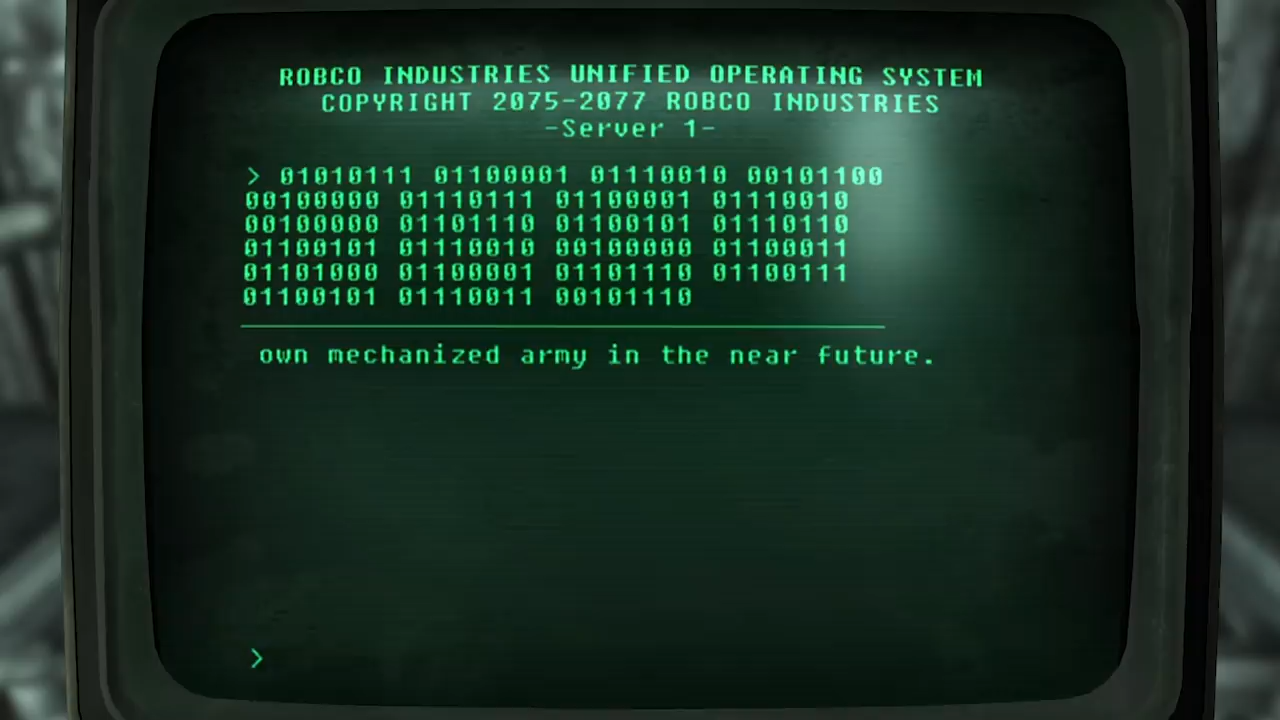 ROBCO INDUSTRIES UNIFIED OPERATING SYSTEM
COPYRIGHT 2075-2077 ROBCO INDUSTRIES
-Server 1-
> 01010111 01100001 01110010 00101100
00100000 01110111 01100001 01110010
00100000 01101110 01100101 01110110
01100101 01110010 00100000 01100011
01101000 01100001 01101110 01100111
01100101 01110011 00101110
own mechanized army in the near future.
>